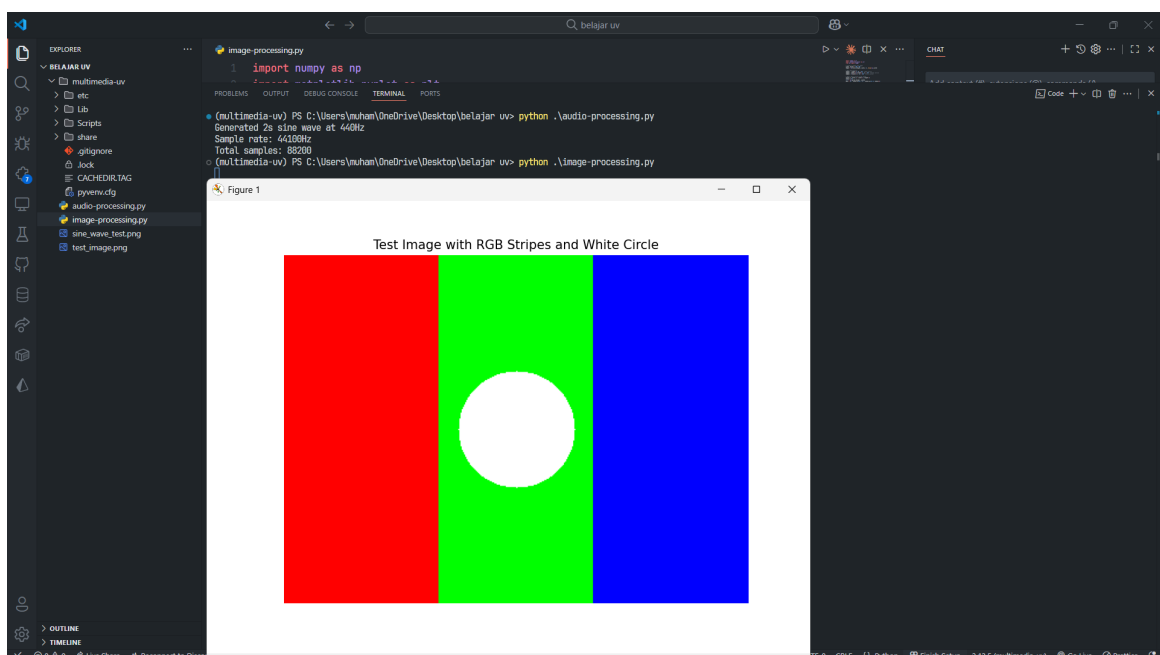 belajar uv
EXPLORER
BELAJAR UV
multimedia-uv
etc
Lib
Scripts
share
.gitignore
.lock
CACHEDIR.TAG
pyvenv.cfg
audio-processing.py
image-processing.py
sine_wave_test.png
test_image.png
OUTLINE
TIMELINE
image-processing.py
1 import numpy as np
PROBLEMS OUTPUT DEBUG CONSOLE TERMINAL PORTS
Code
(multimedia-uv) PS C:\Users\muham\OneDrive\Desktop\belajar uv> python .\audio-processing.py
Generated 2s sine wave at 440Hz
Sample rate: 44100Hz
Total samples: 88200
(multimedia-uv) PS C:\Users\muham\OneDrive\Desktop\belajar uv> python .\image-processing.py
Figure 1
Test Image with RGB Stripes and White Circle
CHAT